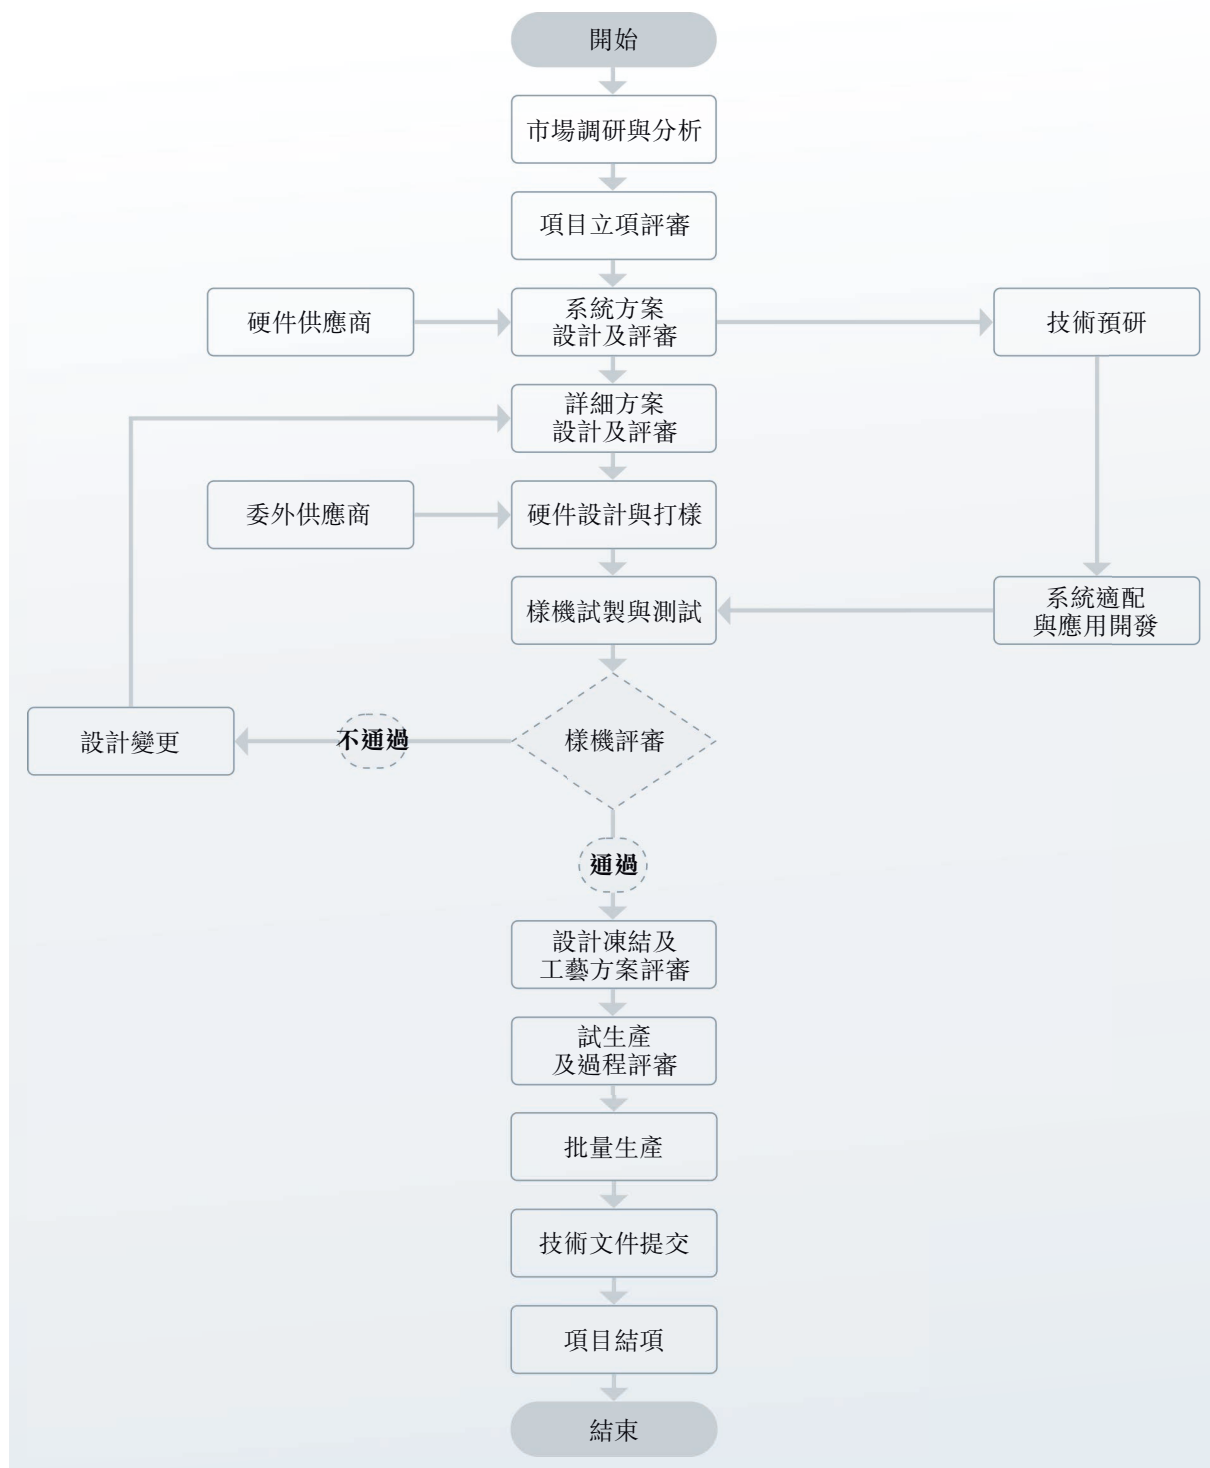 開始
市場調研與分析
項目立項評審
硬件供應商
系統方案
設計及評審
技術預研
詳細方案
設計及評審
委外供應商
硬件設計與打樣
樣機試製與測試
系統適配
與應用開發
設計變更
不通過
樣機評審
通過
設計凍結及
工藝方案評審
試生產
及過程評審
批量生產
技術文件提交
項目結項
結束